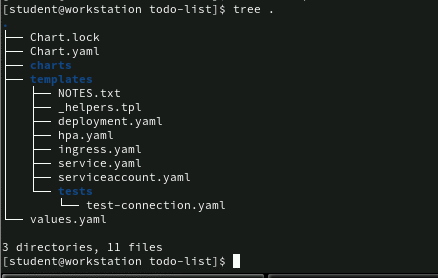 [student@workstation todo-list]$ tree .
.
├── Chart.lock
├── Chart.yaml
├── charts
├── templates
│   ├── NOTES.txt
│   ├── _helpers.tpl
│   ├── deployment.yaml
│   ├── hpa.yaml
│   ├── ingress.yaml
│   ├── service.yaml
│   ├── serviceaccount.yaml
│   └── tests
│       └── test-connection.yaml
└── values.yaml

3 directories, 11 files
[student@workstation todo-list]$